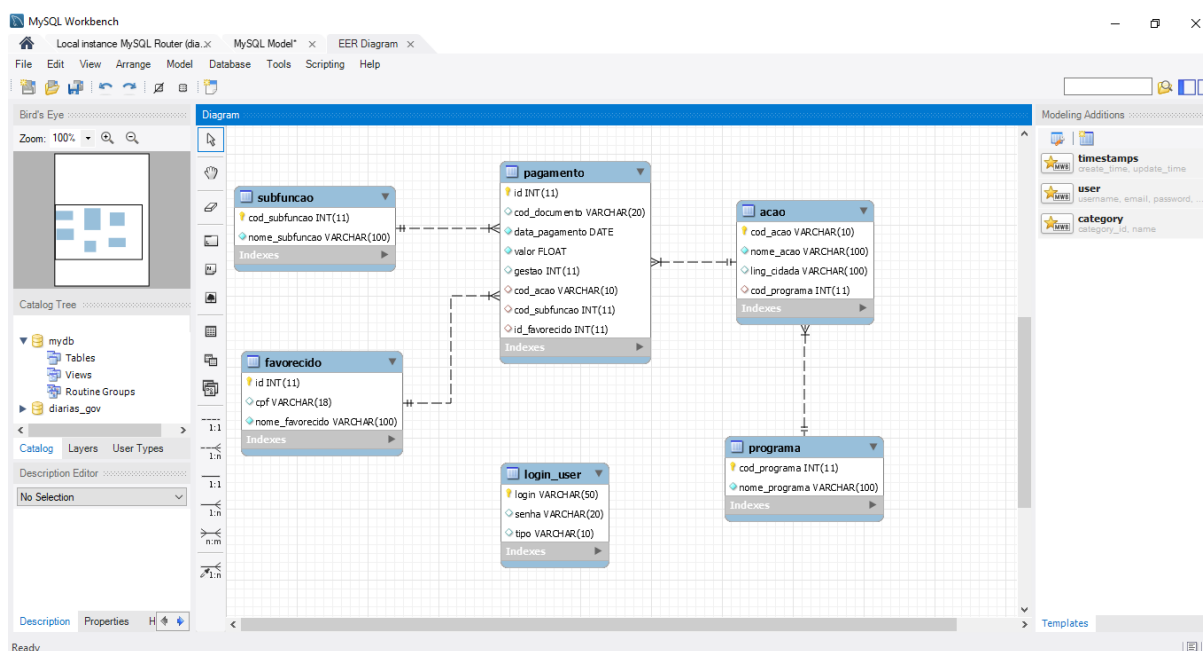 MySQL Workbench
Local instance MySQL Router (dia..× MySQL Model* × EER Diagram ×
File Edit View Arrange Model Database Tools Scripting Help
Bird's Eye
Zoom: 100%
Catalog Tree
mydb
Tables
Views
Routine Groups
diarias_gov
Catalog Layers User Types
Description Editor
No Selection
Description Properties H
Ready
1:1
1:n
1:1
1:n
n:m
1:n
Diagram
subfuncao
cod_subfuncao INT(11)
nome_subfuncao VARCHAR(100)
Indexes
pagamento
id INT(11)
cod_documento VARCHAR(20)
data_pagamento DATE
valor FLOAT
gestao INT(11)
cod_acao VARCHAR(10)
cod_subfuncao INT(11)
id_favorecido INT(11)
Indexes
acao
cod_acao VARCHAR(10)
nome_acao VARCHAR(100)
ling_cidada VARCHAR(100)
cod_programa INT(11)
Indexes
favorecido
id INT(11)
cpf VARCHAR(18)
nome_favorecido VARCHAR(100)
Indexes
login_user
login VARCHAR(50)
senha VARCHAR(20)
tipo VARCHAR(10)
Indexes
programa
cod_programa INT(11)
nome_programa VARCHAR(100)
Indexes
Modeling Additions
MWB
timestamps
create_time, update_time
MWB
user
username, email, password, ...
MWB
category
category_id, name
Templates